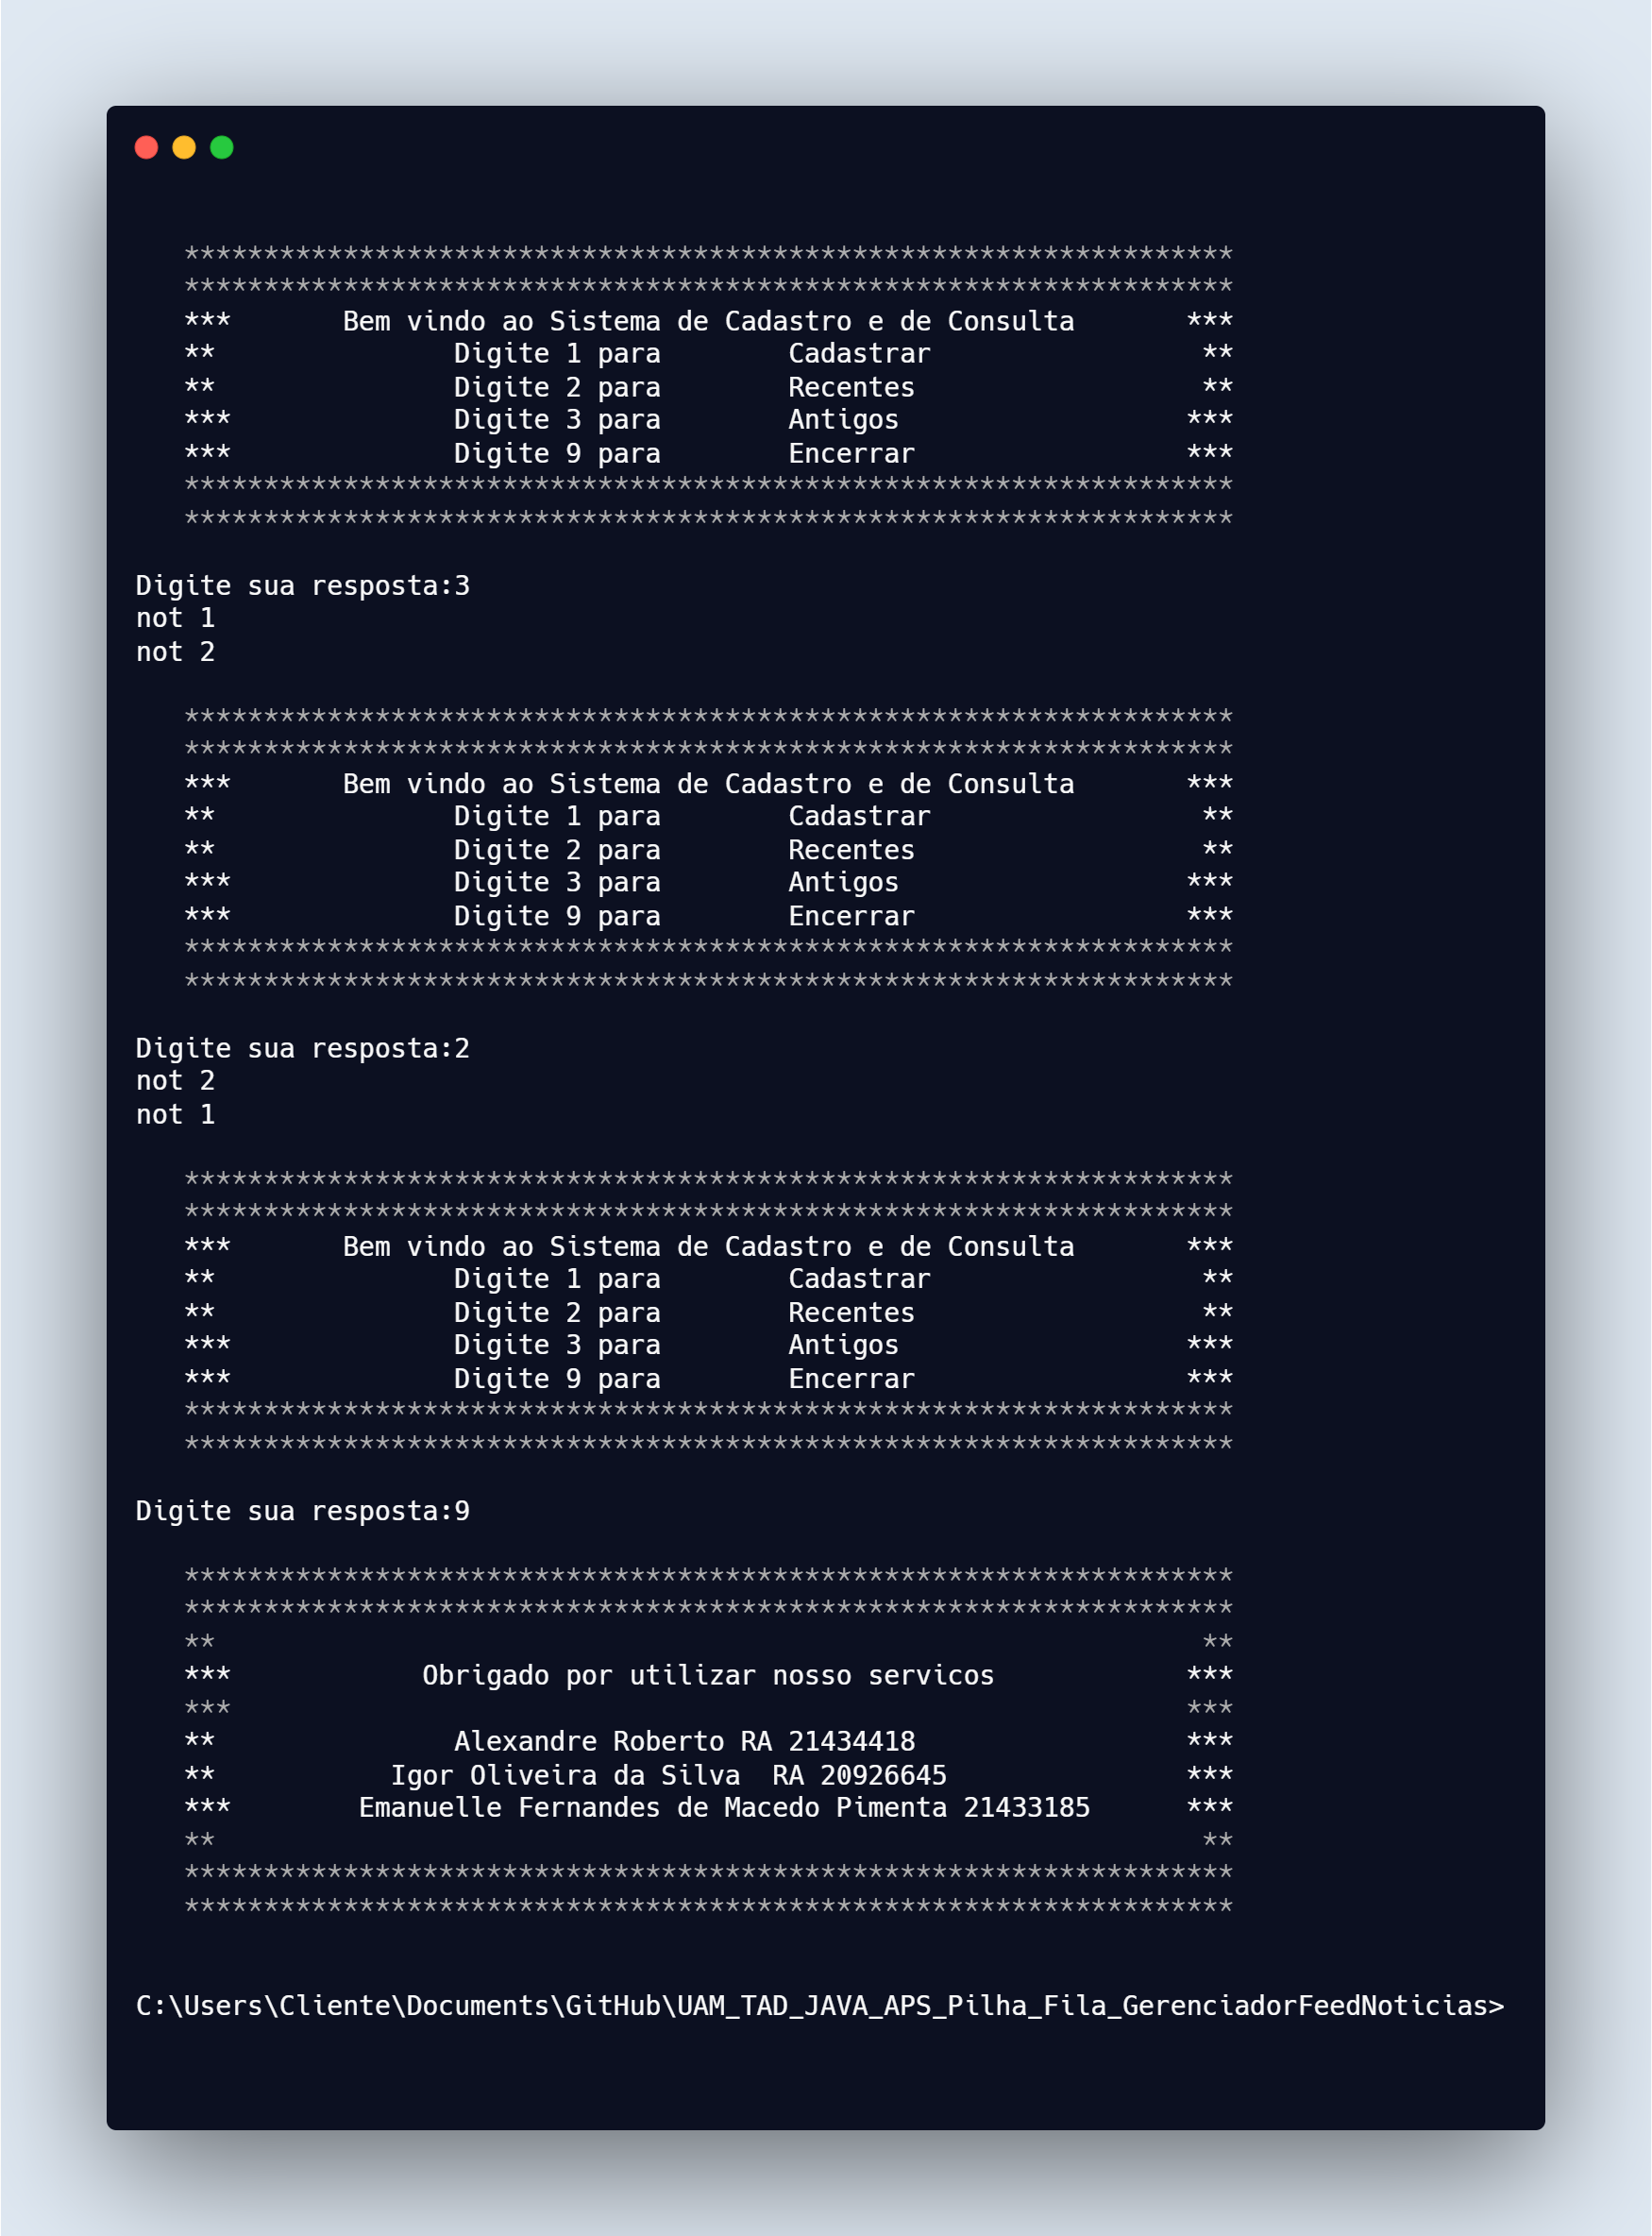 ******************************************************************
   ******************************************************************
   ***       Bem vindo ao Sistema de Cadastro e de Consulta       ***
   **               Digite 1 para        Cadastrar                 **
   **               Digite 2 para        Recentes                  **
   ***              Digite 3 para        Antigos                  ***
   ***              Digite 9 para        Encerrar                 ***
   ******************************************************************
   ******************************************************************
Digite sua resposta:3
not 1
not 2
   ******************************************************************
   ******************************************************************
   ***       Bem vindo ao Sistema de Cadastro e de Consulta       ***
   **               Digite 1 para        Cadastrar                 **
   **               Digite 2 para        Recentes                  **
   ***              Digite 3 para        Antigos                  ***
   ***              Digite 9 para        Encerrar                 ***
   ******************************************************************
   ******************************************************************
Digite sua resposta:2
not 2
not 1
   ******************************************************************
   ******************************************************************
   ***       Bem vindo ao Sistema de Cadastro e de Consulta       ***
   **               Digite 1 para        Cadastrar                 **
   **               Digite 2 para        Recentes                  **
   ***              Digite 3 para        Antigos                  ***
   ***              Digite 9 para        Encerrar                 ***
   ******************************************************************
   ******************************************************************
Digite sua resposta:9
   ******************************************************************
   ******************************************************************
   **                                                              **
   ***            Obrigado por utilizar nosso servicos            ***
   ***                                                            ***
   **               Alexandre Roberto RA 21434418                 ***
   **           Igor Oliveira da Silva  RA 20926645               ***
   ***        Emanuelle Fernandes de Macedo Pimenta 21433185      ***
   **                                                              **
   ******************************************************************
   ******************************************************************
C:\Users\Cliente\Documents\GitHub\UAM_TAD_JAVA_APS_Pilha_Fila_GerenciadorFeedNoticias>